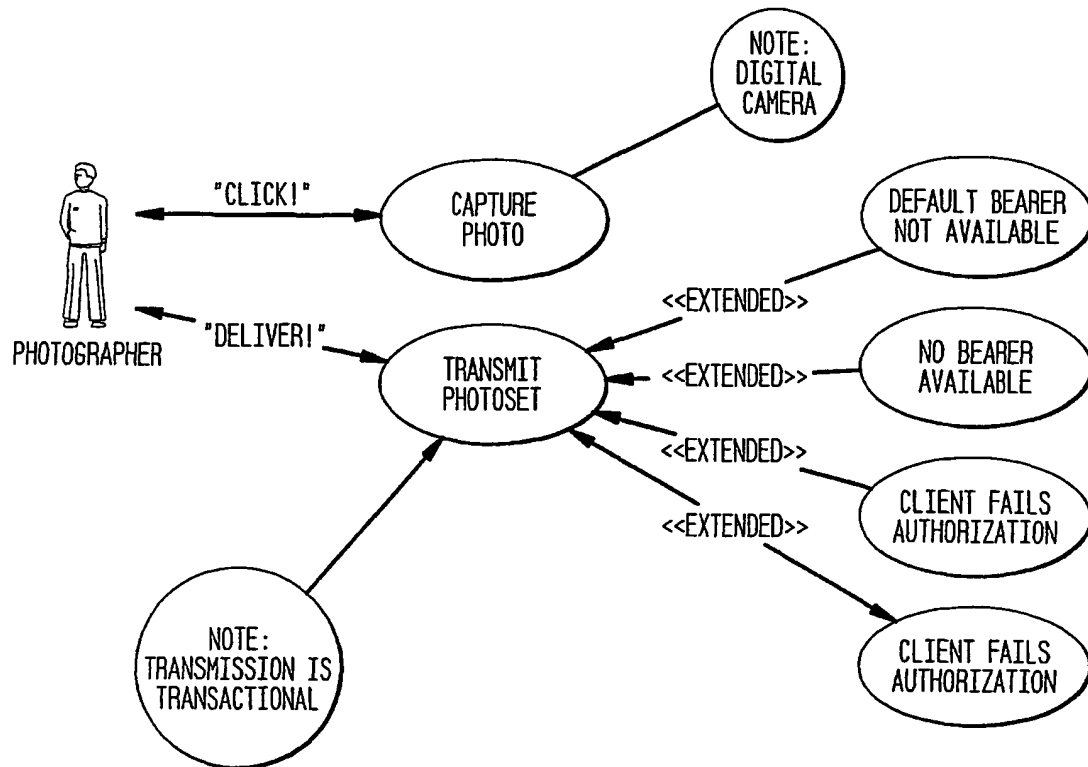 NOTE:
DIGITAL
CAMERA
"CLICK!"
CAPTURE
PHOTO
DEFAULT BEARER
NOT AVAILABLE
<<EXTENDED>>
PHOTOGRAPHER
"DELIVER!"
TRANSMIT
PHOTOSET
<<EXTENDED>>
NO BEARER
AVAILABLE
<<EXTENDED>>
CLIENT FAILS
AUTHORIZATION
<<EXTENDED>>
NOTE:
TRANSMISSION IS
TRANSACTIONAL
CLIENT FAILS
AUTHORIZATION